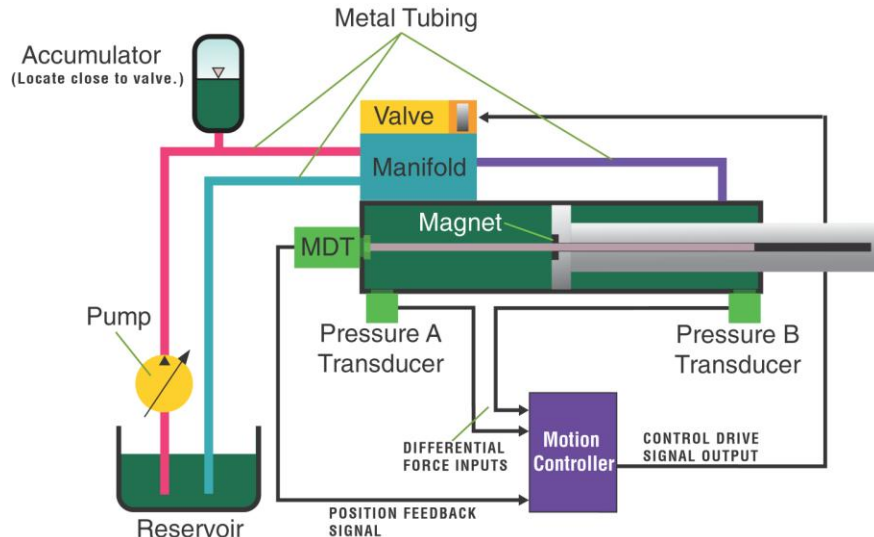 Metal Tubing
Accumulator
(Locate close to valve.)
Valve
Manifold
Magnet
MDT
Pump
Pressure A
Transducer
Pressure B
Transducer
DIFFERENTIAL
FORCE INPUTS
Motion
Controller
CONTROL DRIVE
SIGNAL OUTPUT
POSITION FEEDBACK
SIGNAL
Reservoir